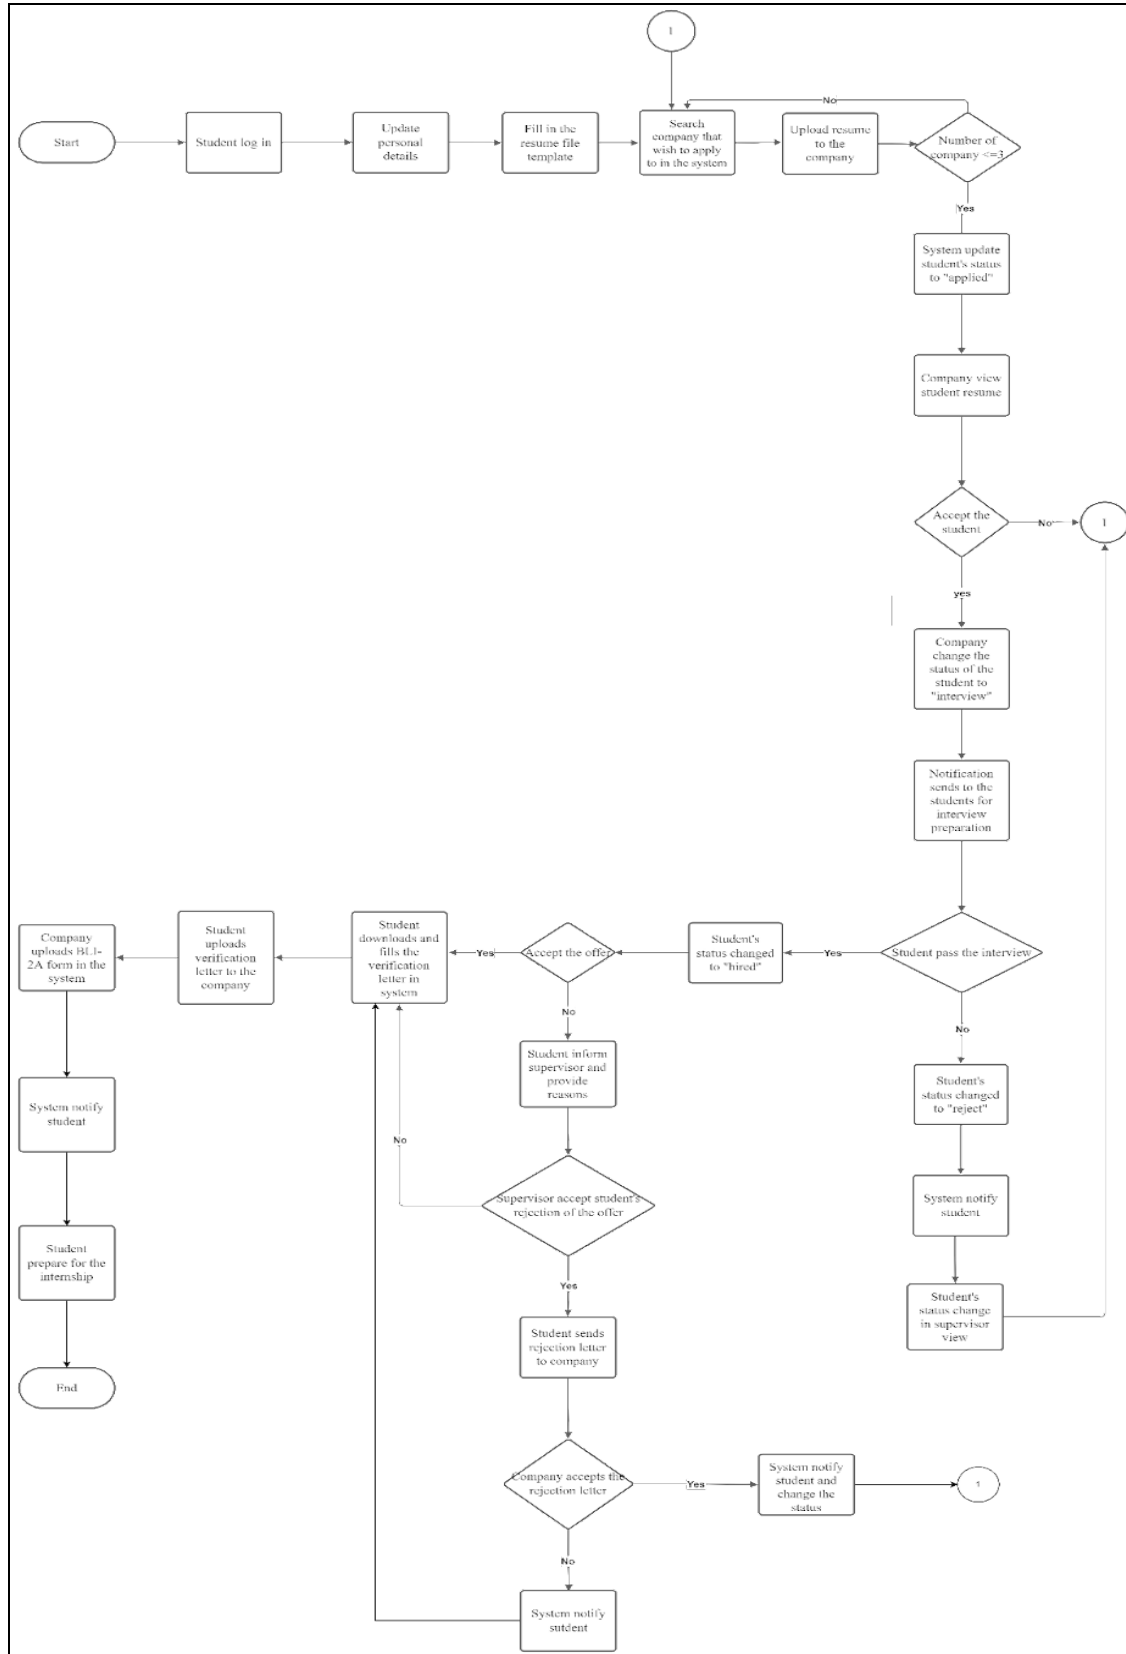 1
No
Start
Student log in
Update
personal
details
Fill in the
resume file
template
Search
company that
wish to apply
to in the system
Upload resume
to the
company
Number of
company <=3
Yes
System update
student's status
to "applied"
Company view
student resume
Accept the
student
No
1
yes
Company
change the
status of the
student to
"interview"
Notification
sends to the
students for
interview
preparation
Student pass the interview
Yes
Student's
status changed
to "hired"
Accept the offer
Yes
Student
downloads and
fills the
verification
letter in
system
Student
uploads
verification
letter to the
company
Company
uploads BLI-
2A form in the
system
No
Student inform
supervisor and
provide
reasons
No
Student's
status changed
to "reject"
System notify
student
No
Supervisor accept student's
rejection of the offer
System notify
student
Student
prepare for the
internship
Yes
Student's
status change
in supervisor
view
Student sends
rejection letter
to company
End
Company accepts the
rejection letter
Yes
System notify
student and
change the
status
1
No
System notify
sutdent